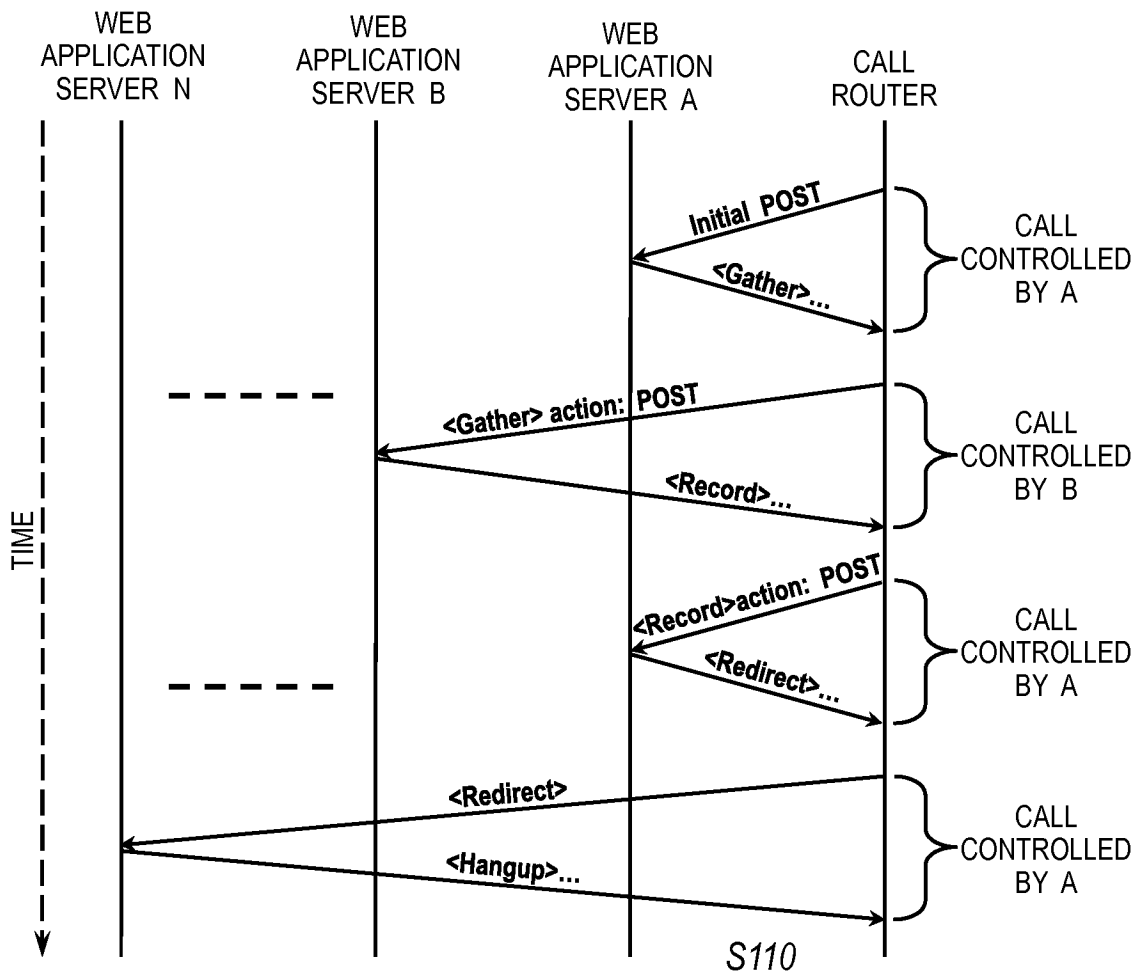 WEB
APPLICATION
SERVER N
WEB
APPLICATION
SERVER B
WEB
APPLICATION
SERVER A
CALL
ROUTER
Initial POST
<Gather>...
CALL
CONTROLLED
BY A
<Gather> action: POST
<Record>...
CALL
CONTROLLED
BY B
TIME
<Record>action: POST
<Redirect>...
CALL
CONTROLLED
BY A
<Redirect>
<Hangup>...
CALL
CONTROLLED
BY A
S110